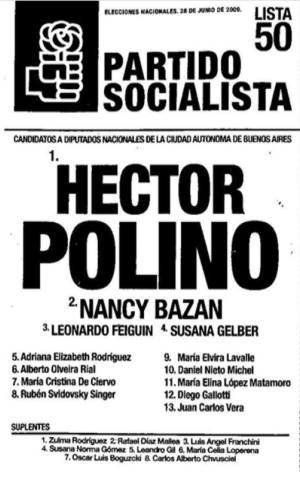 ELECCIONES NACIONALES. 28 DE JUNIO DE 2009.
LISTA
50
PARTIDO
SOCIALISTA
CANDIDATOS A DIPUTADOS NACIONALES DE LA CIUDAD AUTONOMA DE BUENOS AIRES
1.
HECTOR
POLINO
2. NANCY BAZAN
3. LEONARDO FEIGUIN 4. SUSANA GELBER
5. Adriana Elizabeth Rodríguez
6. Alberto Olveira Rial
7. María Cristina De Ciervo
8. Rubén Svidovsky Singer
9. María Elvira Lavalle
10. Daniel Nieto Michel
11. María Elina López Matamoro
12. Diego Gallotti
13. Juan Carlos Vera
SUPLENTES
1. Zulma Rodríguez 2. Rafael Díaz Mallea 3. Luis Angel Franchini
4. Susana Norma Gómez 5. Leandro Gil 6. María Celia Loperena
7. Oscar Luis Boguzcki 8. Carlos Alberto Chvusciel